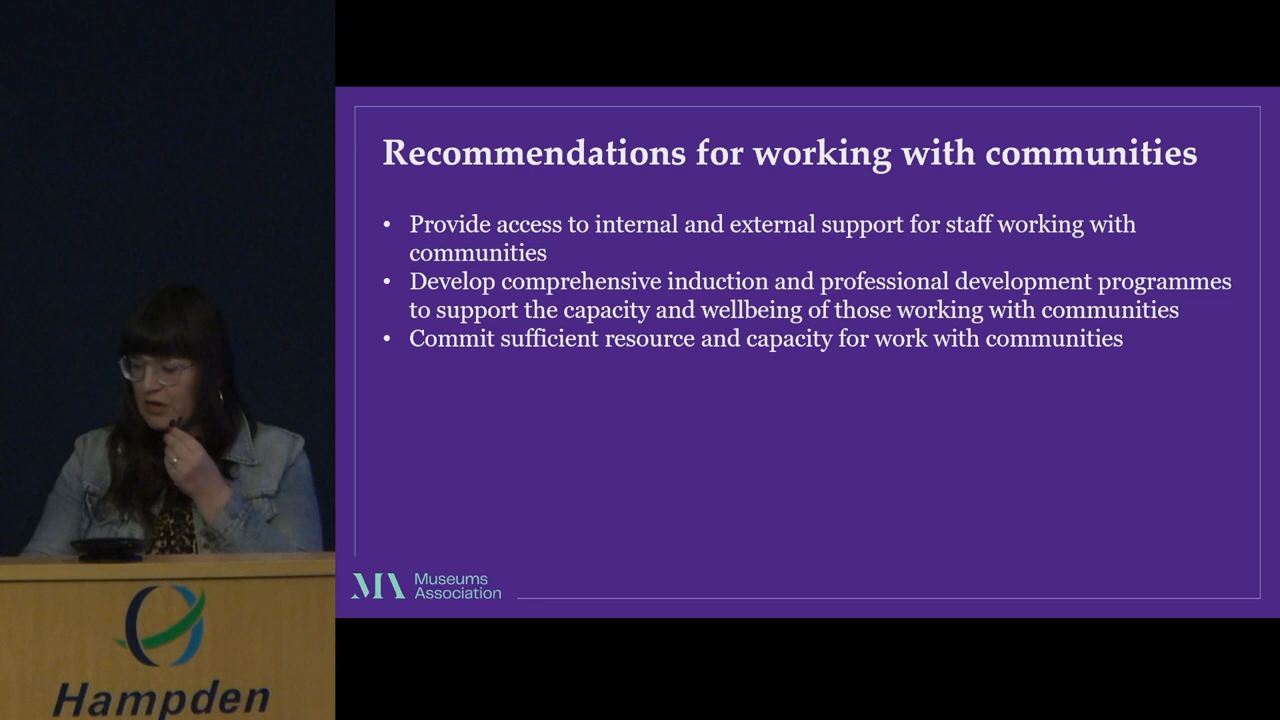 Recommendations for working with communities
• Provide access to internal and external support for staff working with
communities
• Develop comprehensive induction and professional development programmes
to support the capacity and wellbeing of those working with communities
• Commit sufficient resource and capacity for work with communities
MA Museums
Association
Hampden